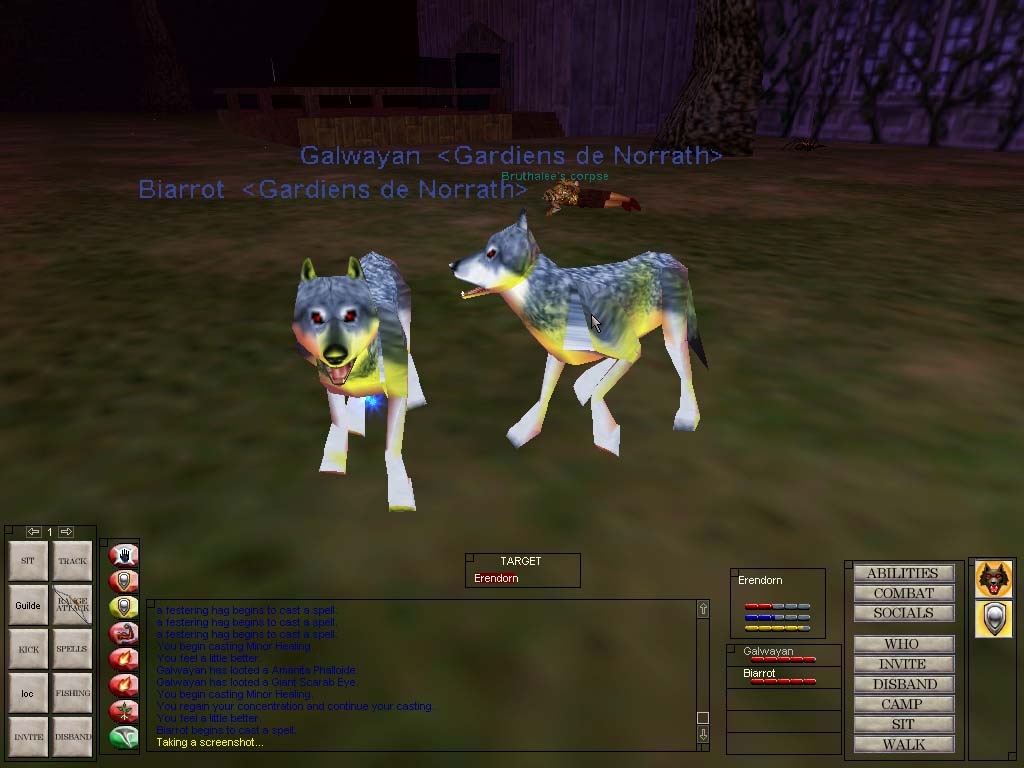 Galwayan <Gardiens de Norrath>
Bruthalee's corpse
Biarrot <Gardiens de Norrath>
1
SIT
TRACK
Guilde
RANGE
ATTACK
KICK
SPELLS
loc
FISHING
INVITE
DISBAND
a festering hag begins to cast a spell.
a festering hag begins to cast a spell.
a festering hag begins to cast a spell.
You begin casting Minor Healing.
You feel a little better.
Galwayan has looted a Amanita Phalloide.
Galwayan has looted a Giant Scarab Eye.
You begin casting Minor Healing.
You regain your concentration and continue your casting.
You feel a little better.
Biarrot begins to cast a spell.
Taking a screenshot...
TARGET
Erendorn
Erendorn
Galwayan
Biarrot
ABILITIES
COMBAT
SOCIALS
WHO
INVITE
DISBAND
CAMP
SIT
WALK